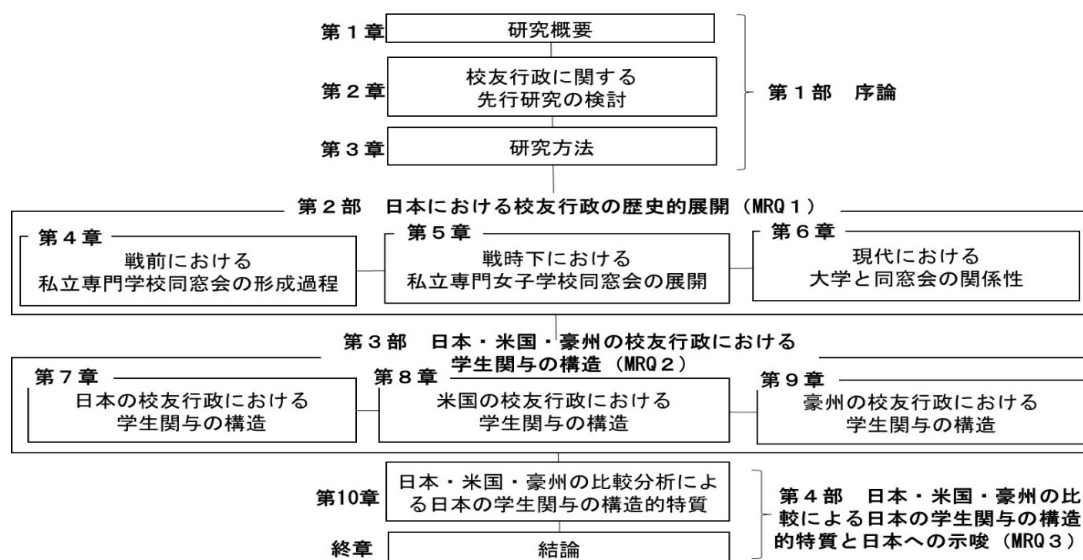 第１章
研究概要
第２章
校友行政に関する
先行研究の検討
第３章
研究方法
第１部　序論
第２部　日本における校友行政の歴史的展開（MRQ１）
第４章
戦前における
私立専門学校同窓会の形成過程
第５章
戦時下における
私立専門女子学校同窓会の展開
第６章
現代における
大学と同窓会の関係性
第３部　日本・米国・豪州の校友行政における
学生関与の構造（MRQ２）
第７章
日本の校友行政における
学生関与の構造
第８章
米国の校友行政における
学生関与の構造
第９章
豪州の校友行政における
学生関与の構造
第10章
日本・米国・豪州の比較分析によ
る日本の学生関与の構造的特質
終章
結論
第４部　日本・米国・豪州の比
較による日本の学生関与の構造
的特質と日本への示唆（MRQ３）